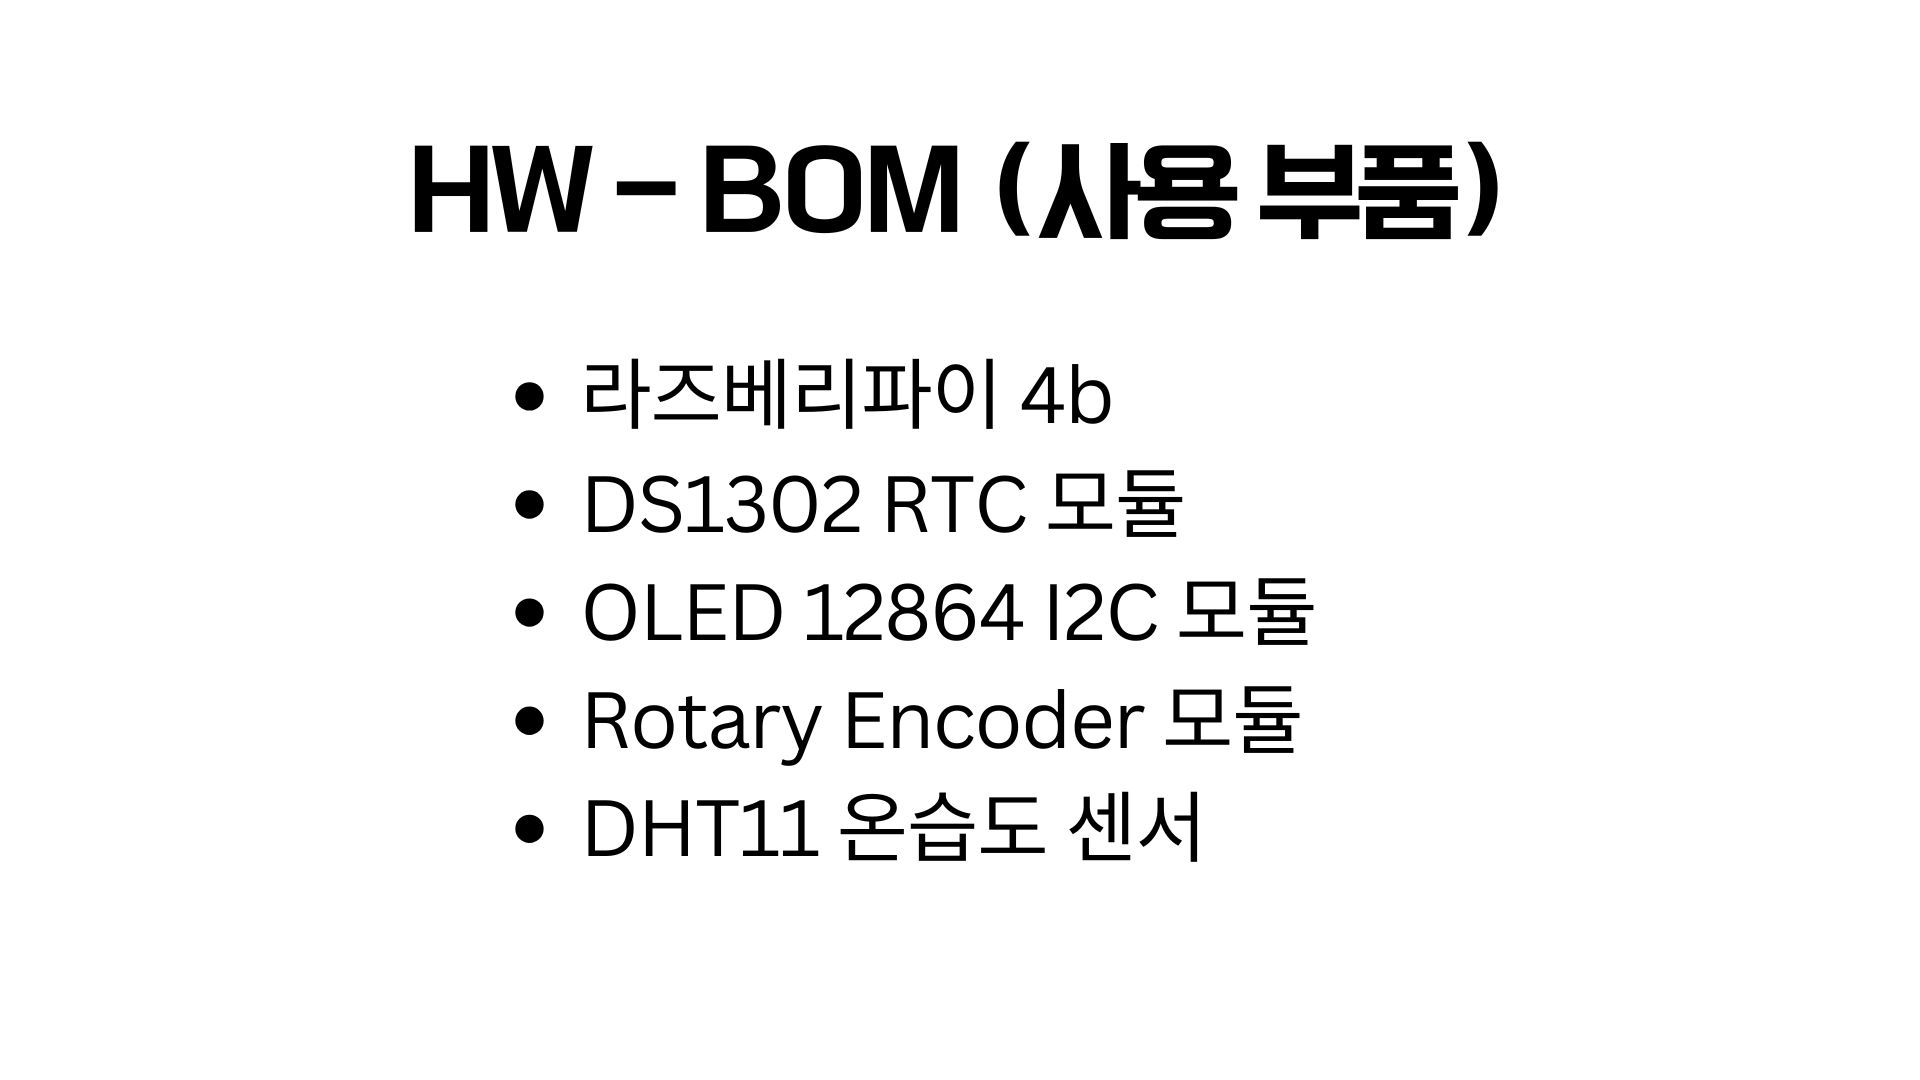 HW - BOM (사용 부품)
• 라즈베리파이 4b
• DS1302 RTC 모듈
• OLED 12864 I2C 모듈
• Rotary Encoder 모듈
• DHT11 온습도 센서